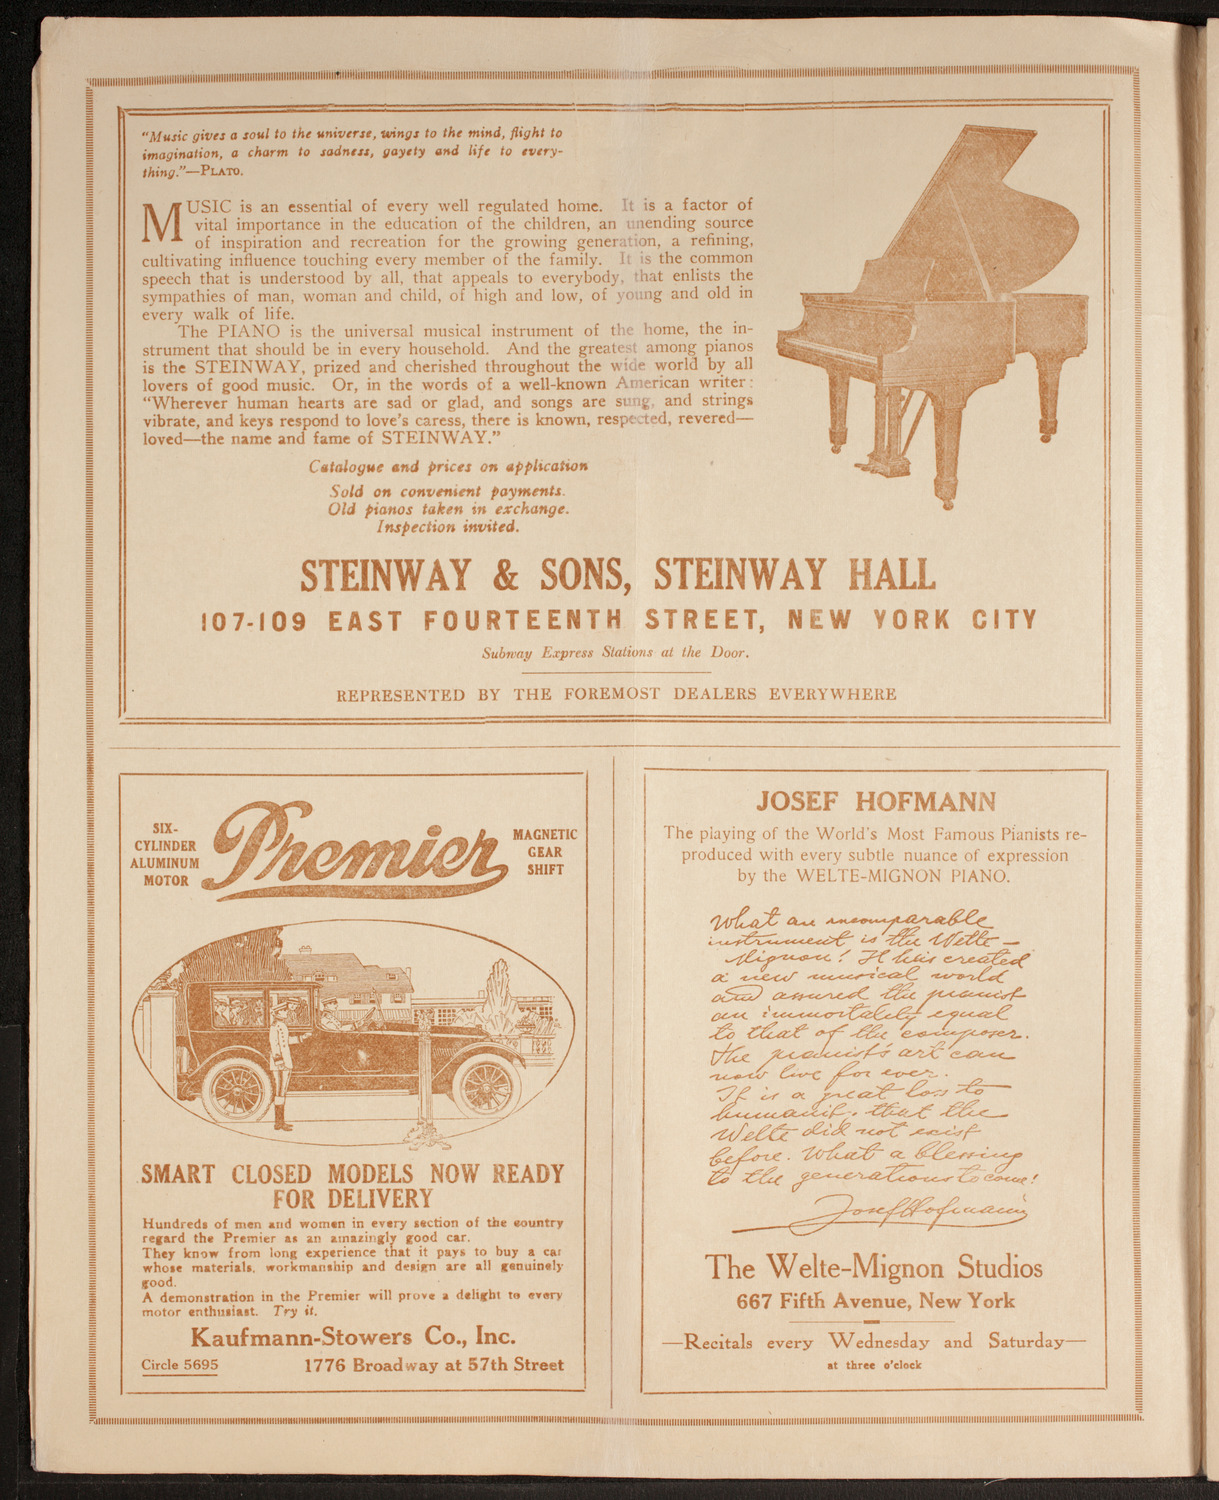 "Music gives a soul to the universe, wings to the mind, flight to
imagination, a charm to sadness, gayety and life to every-
thing."—PLATO.
MUSIC is an essential of every well regulated home. It is a factor of
vital importance in the education of the children, an unending source
of inspiration and recreation for the growing generation, a refining,
cultivating influence touching every member of the family. It is the common
speech that is understood by all, that appeals to everybody, that enlists the
sympathies of man, woman and child, of high and low, of young and old in
every walk of life.
The PIANO is the universal musical instrument of the home, the in-
strument that should be in every household. And the greatest among pianos
is the STEINWAY, prized and cherished throughout the wide world by all
lovers of good music. Or, in the words of a well-known American writer:
"Wherever human hearts are sad or glad, and songs are sung, and strings
vibrate, and keys respond to love's caress, there is known, respected, revered—
loved—the name and fame of STEINWAY."
Catalogue and prices on application
Sold on convenient payments.
Old pianos taken in exchange.
Inspection invited.
STEINWAY & SONS, STEINWAY HALL
107-109 EAST FOURTEENTH STREET, NEW YORK CITY
Subway Express Stations at the Door.
REPRESENTED BY THE FOREMOST DEALERS EVERYWHERE
SIX-
CYLINDER
ALUMINUM
MOTOR
Premier
MAGNETIC
GEAR
SHIFT
SMART CLOSED MODELS NOW READY
FOR DELIVERY
Hundreds of men and women in every section of the country
regard the Premier as an amazingly good car.
They know from long experience that it pays to buy a car
whose materials, workmanship and design are all genuinely
good.
A demonstration in the Premier will prove a delight to every
motor enthusiast. Try it.
Kaufmann-Stowers Co., Inc.
Circle 5695 1776 Broadway at 57th Street
JOSEF HOFMANN
The playing of the World's Most Famous Pianists re-
produced with every subtle nuance of expression
by the WELTE-MIGNON PIANO.
What an incomparable
instrument is the Welte-
Mignon! It has created
a new musical world
and assured the pianist
an immortality equal
to that of the composer.
The pianist's art can
now live for ever.
It is a great loss to
humanity, that the
Welte did not exist
before. What a blessing
to the generations to come!
Josef Hofmann
The Welte-Mignon Studios
667 Fifth Avenue, New York
—Recitals every Wednesday and Saturday—
at three o'clock